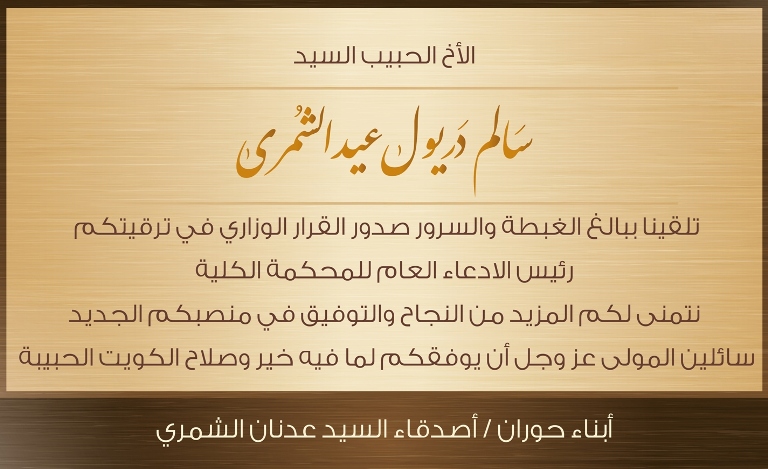 الأخ الحبيب السيد
سَالم دَريول عيد الشمُرى
تلقينا ببالغ الغبطة والسرور صدور القرار الوزاري في ترقيتكم
رئيس الادعاء العام للمحكمة الكلية
نتمنى لكم المزيد من النجاح والتوفيق في منصبكم الجديد
سائلين المولى عز وجل أن يوفقكم لما فيه خير وصلاح الكويت الحبيبة
أبناء حوران / أصدقاء السيد عدنان الشمري